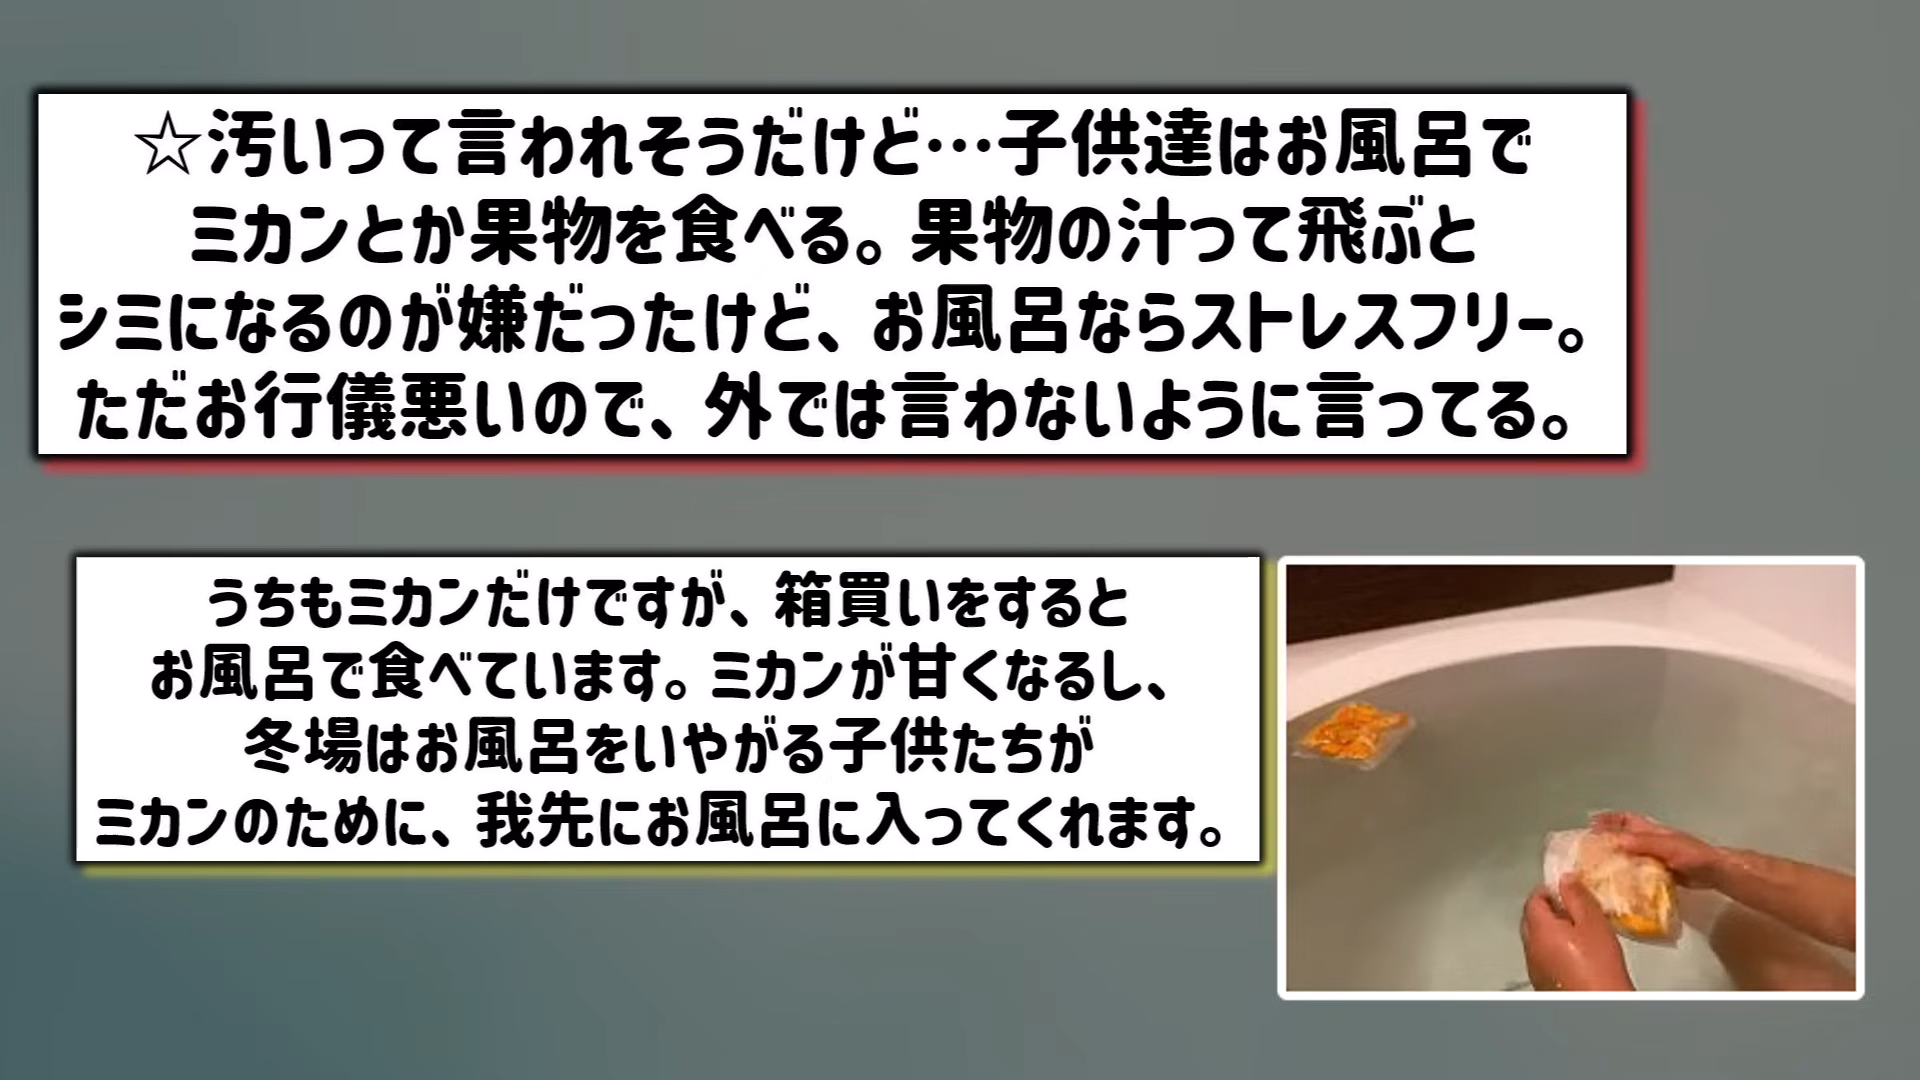 ☆汚いって言われそうだけど…子供達はお風呂で
ミカンとか果物を食べる。果物の汁って飛ぶと
シミになるのが嫌だったけど、お風呂ならストレスフリー。
ただお行儀悪いので、外では言わないように言ってる。
うちもミカンだけですが、箱買いをすると
お風呂で食べています。ミカンが甘くなるし、
冬場はお風呂をいやがる子供たちが
ミカンのために、我先にお風呂に入ってくれます。